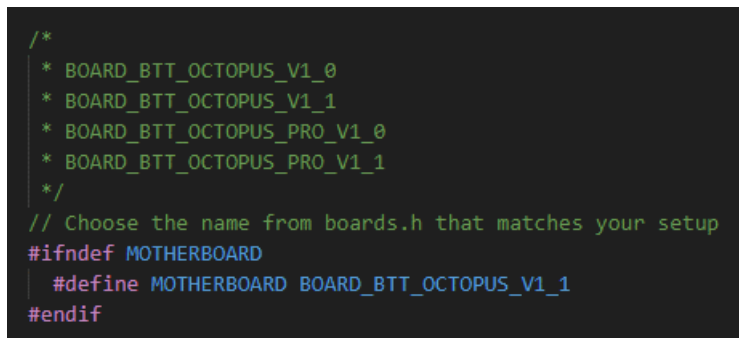 /*
 * BOARD_BTT_OCTOPUS_V1_0
 * BOARD_BTT_OCTOPUS_V1_1
 * BOARD_BTT_OCTOPUS_PRO_V1_0
 * BOARD_BTT_OCTOPUS_PRO_V1_1
 */
// Choose the name from boards.h that matches your setup
#ifndef MOTHERBOARD
  #define MOTHERBOARD BOARD_BTT_OCTOPUS_V1_1
#endif